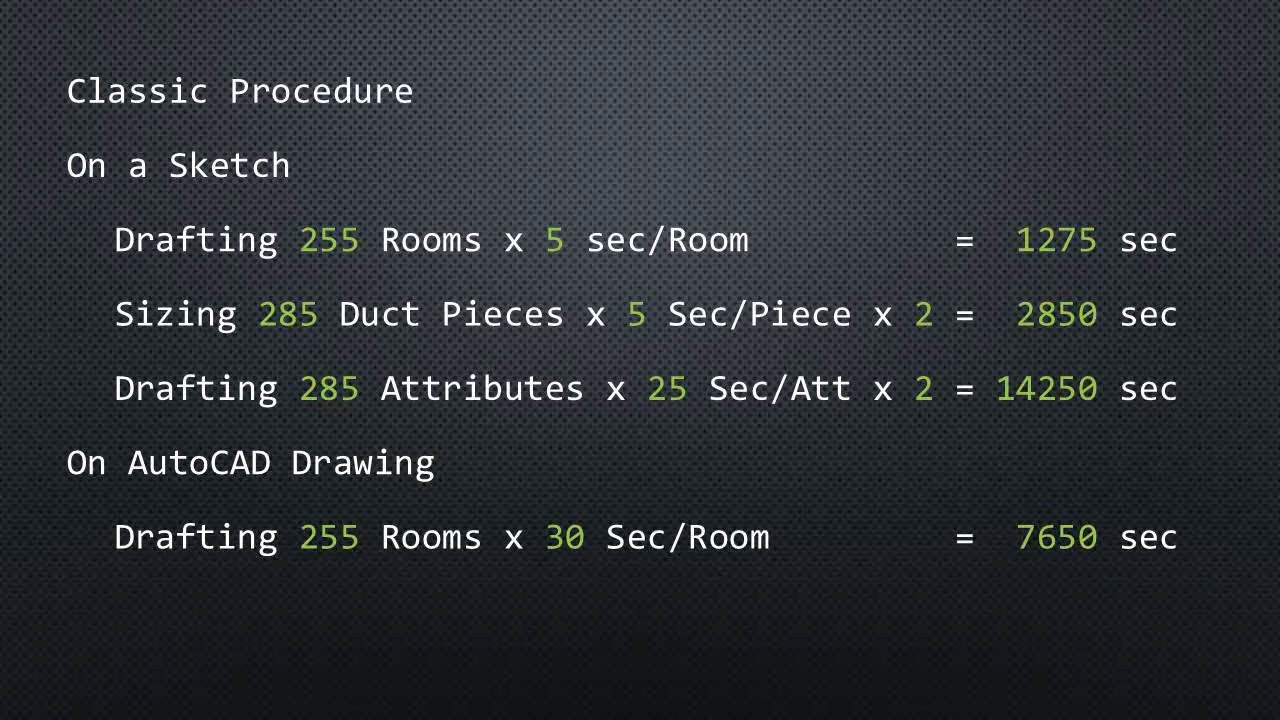 Classic Procedure
On a Sketch
Drafting 255 Rooms x 5 sec/Room = 1275 sec
Sizing 285 Duct Pieces x 5 Sec/Piece x 2 = 2850 sec
Drafting 285 Attributes x 25 Sec/Att x 2 = 14250 sec
On AutoCAD Drawing
Drafting 255 Rooms x 30 Sec/Room = 7650 sec